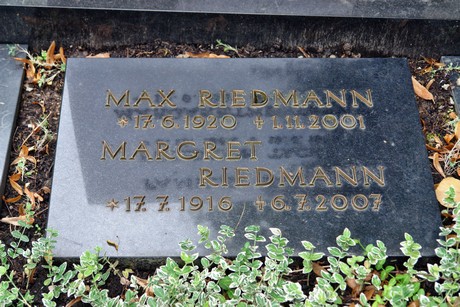 MAX RIEDMANN
*17.6.1920 †1.11.2001
MARGRET
RIEDMANN
*17.7.1916 †6.7.2007